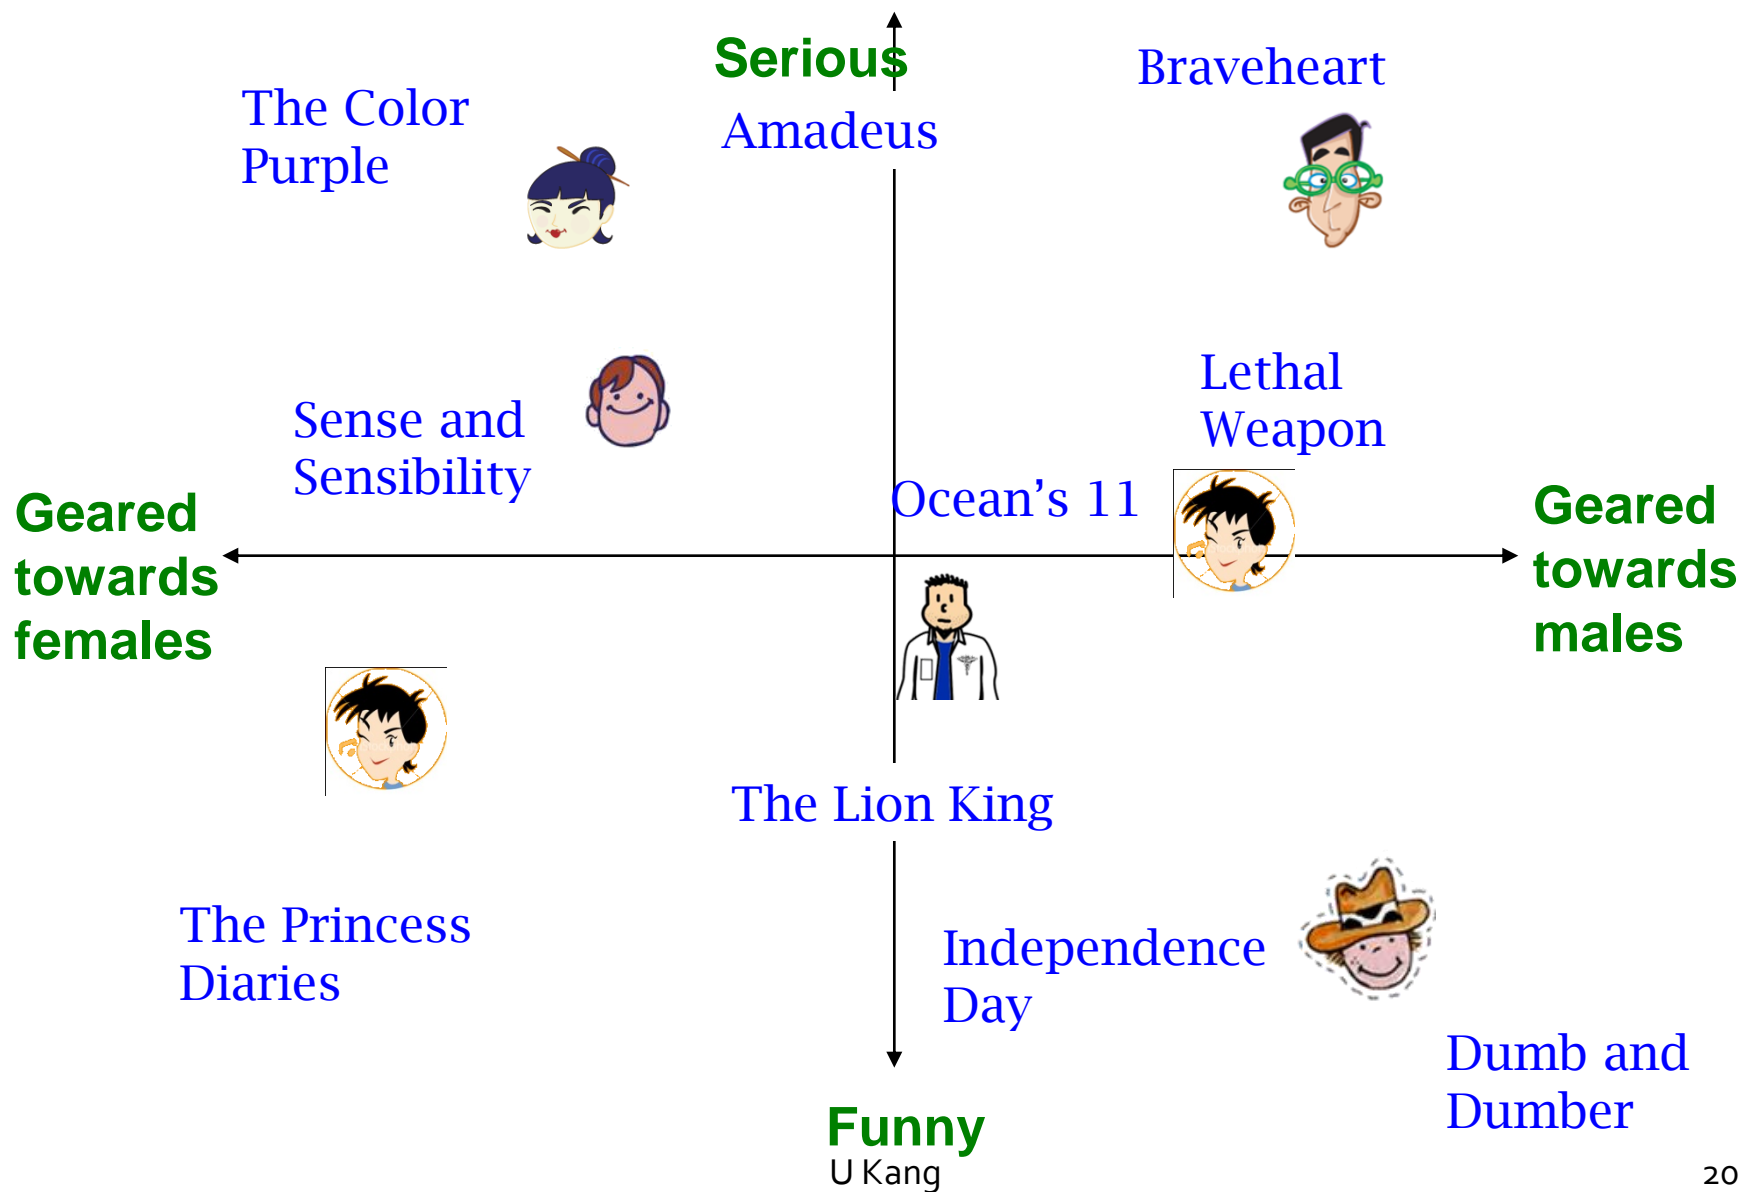 Serious
Braveheart
The Color
Purple
Amadeus
Lethal
Weapon
Sense and
Sensibility
Ocean’s 11
Geared
towards
females
Geared
towards
males
The Lion King
The Princess
Diaries
Independence
Day
Dumb and
Dumber
Funny
U Kang
20